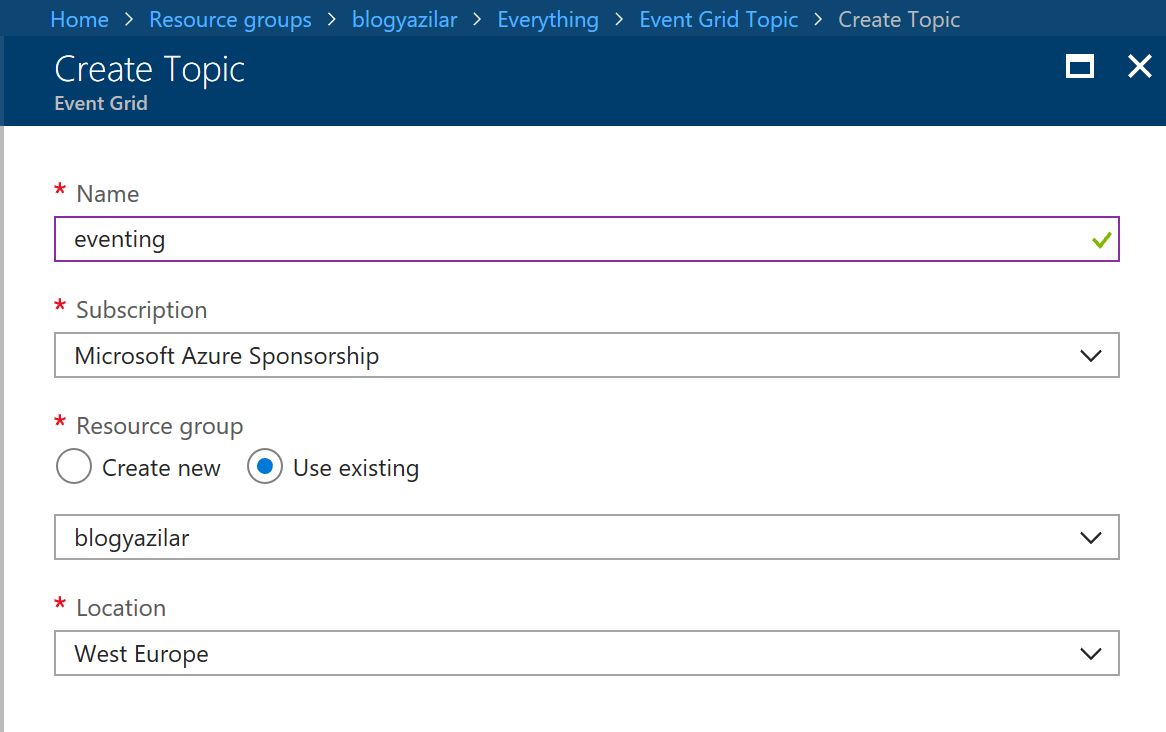 Home > Resource groups > blogyazilar > Everything > Event Grid Topic > Create Topic
Create Topic
Event Grid
* Name
eventing
* Subscription
Microsoft Azure Sponsorship
* Resource group
Create new Use existing
blogyazilar
* Location
West Europe